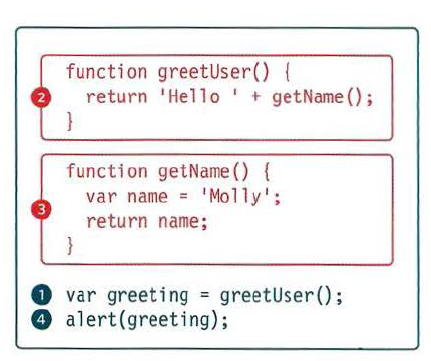 function greetUser() {
2 return 'Hello ' + getName();
}
function getName() {
var name = 'Molly';
3 return name;
}
1 var greeting = greetUser();
4 alert(greeting);